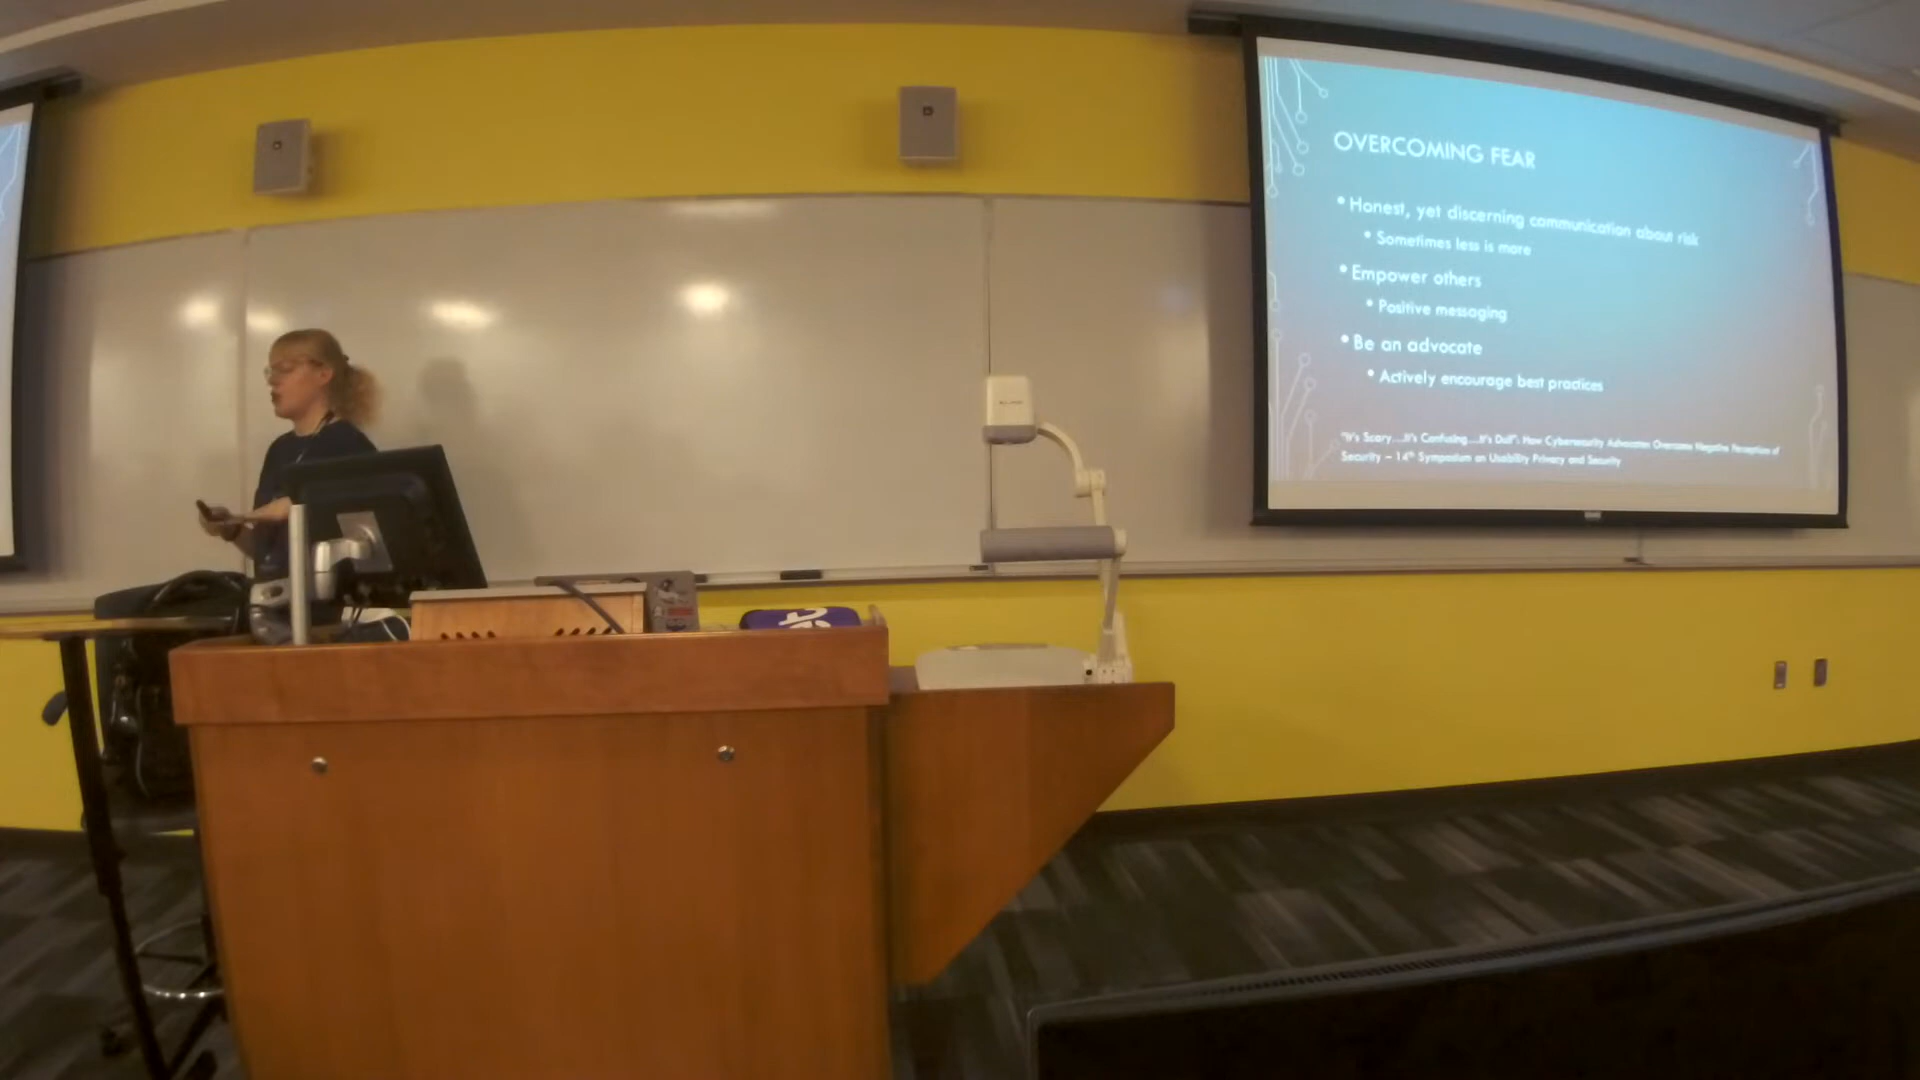 OVERCOMING FEAR
• Honest, yet discerning communication about risk
• Sometimes less is more
• Empower others
• Positive messaging
• Be an advocate
• Actively encourage best practices
"It's Scary...It's Confusing...It's Dull": How Cybersecurity Advocates Overcome Negative Perceptions of
Security – 14th Symposium on Usability Privacy and Security